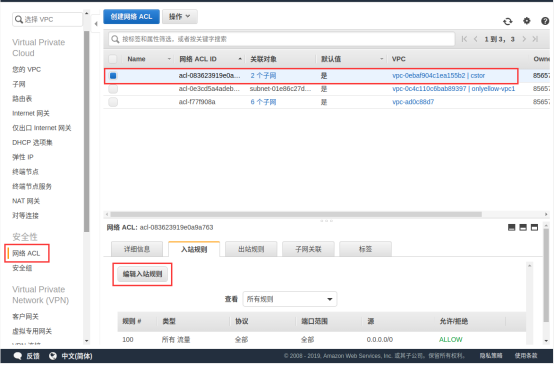 选择 VPC
Virtual Private
Cloud
您的 VPC
子网
路由表
Internet 网关
仅出口 Internet 网关
DHCP 选项集
弹性 IP
终端节点
终端节点服务
NAT 网关
对等连接
安全性
网络 ACL
安全组
Virtual Private
Network (VPN)
客户网关
虚拟专用网关
创建网络 ACL 操作
按标签和属性筛选，或者按关键字搜索
1 到 3，3
Name 网络 ACL ID 关联对象 默认值 VPC Owne
acl-083623919e0a... 2 个子网 是 vpc-0ebaf904c1ea155b2 | cstor 85657
acl-0e3cd5a4adeb... subnet-01e86c27d... 是 vpc-0c4c110c6bab89397 | onlyellow-vpc1 85657
acl-f77f908a 6 个子网 是 vpc-ad0c88d7 85657
网络 ACL: acl-083623919e0a9a763
详细信息 入站规则 出站规则 子网关联 标签
编辑入站规则
查看 所有规则
规则 # 类型 协议 端口范围 源 允许/拒绝
100 所有 流量 全部 全部 0.0.0.0/0 ALLOW
反馈 中文(简体) © 2008 - 2019, Amazon Web Services, Inc. 或其子公司。保留所有权利。 隐私策略 使用条款